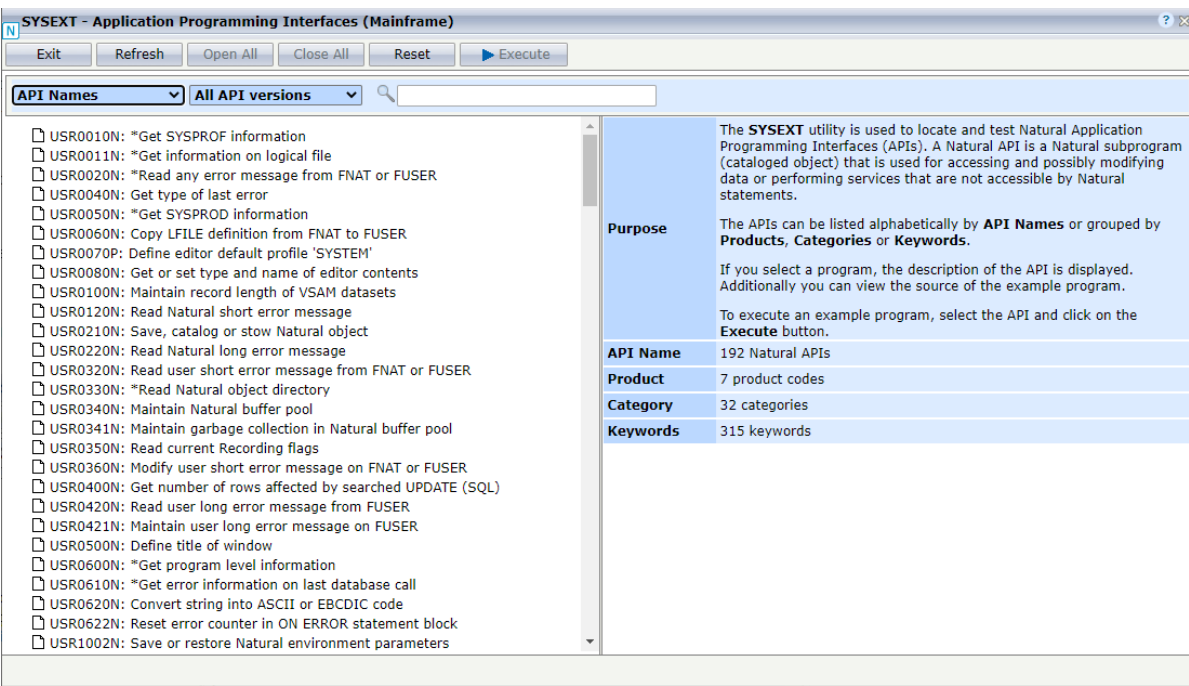 N SYSEXT - Application Programming Interfaces (Mainframe) ?
Exit Refresh Open All Close All Reset Execute
API Names All API versions
USR0010N: *Get SYSPROF information
USR0011N: *Get information on logical file
USR0020N: *Read any error message from FNAT or FUSER
USR0040N: Get type of last error
USR0050N: *Get SYSPROD information
USR0060N: Copy LFILE definition from FNAT to FUSER
USR0070P: Define editor default profile 'SYSTEM'
USR0080N: Get or set type and name of editor contents
USR0100N: Maintain record length of VSAM datasets
USR0120N: Read Natural short error message
USR0210N: Save, catalog or stow Natural object
USR0220N: Read Natural long error message
USR0320N: Read user short error message from FNAT or FUSER
USR0330N: *Read Natural object directory
USR0340N: Maintain Natural buffer pool
USR0341N: Maintain garbage collection in Natural buffer pool
USR0350N: Read current Recording flags
USR0360N: Modify user short error message on FNAT or FUSER
USR0400N: Get number of rows affected by searched UPDATE (SQL)
USR0420N: Read user long error message from FUSER
USR0421N: Maintain user long error message on FUSER
USR0500N: Define title of window
USR0600N: *Get program level information
USR0610N: *Get error information on last database call
USR0620N: Convert string into ASCII or EBCDIC code
USR0622N: Reset error counter in ON ERROR statement block
USR1002N: Save or restore Natural environment parameters
Purpose
The SYSEXT utility is used to locate and test Natural Application
Programming Interfaces (APIs). A Natural API is a Natural subprogram
(cataloged object) that is used for accessing and possibly modifying
data or performing services that are not accessible by Natural
statements.
The APIs can be listed alphabetically by API Names or grouped by
Products, Categories or Keywords.
If you select a program, the description of the API is displayed.
Additionally you can view the source of the example program.
To execute an example program, select the API and click on the
Execute button.
API Name 192 Natural APIs
Product 7 product codes
Category 32 categories
Keywords 315 keywords